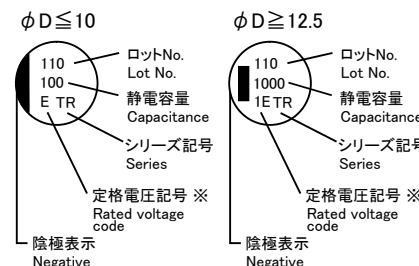 φD≦10
110
100
E TR
ロットNo.
Lot No.
静電容量
Capacitance
シリーズ記号
Series
定格電圧記号 ※
Rated voltage
code
陰極表示
Negative
φD≧12.5
110
1000
1E TR
ロットNo.
Lot No.
静電容量
Capacitance
シリーズ記号
Series
定格電圧記号 ※
Rated voltage
code
陰極表示
Negative